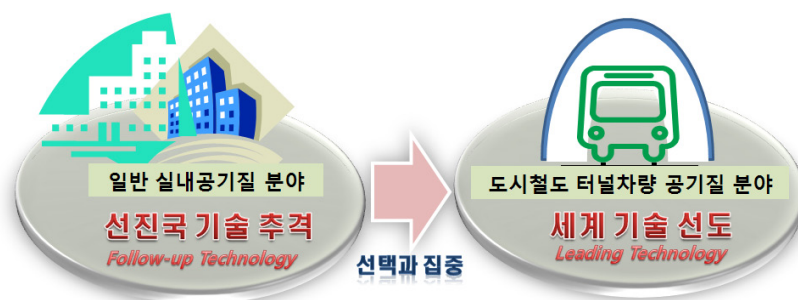 일반 실내공기질 분야
선진국 기술 추격
Follow-up Technology
선택과 집중
도시철도 터널차량 공기질 분야
세계 기술 선도
Leading Technology